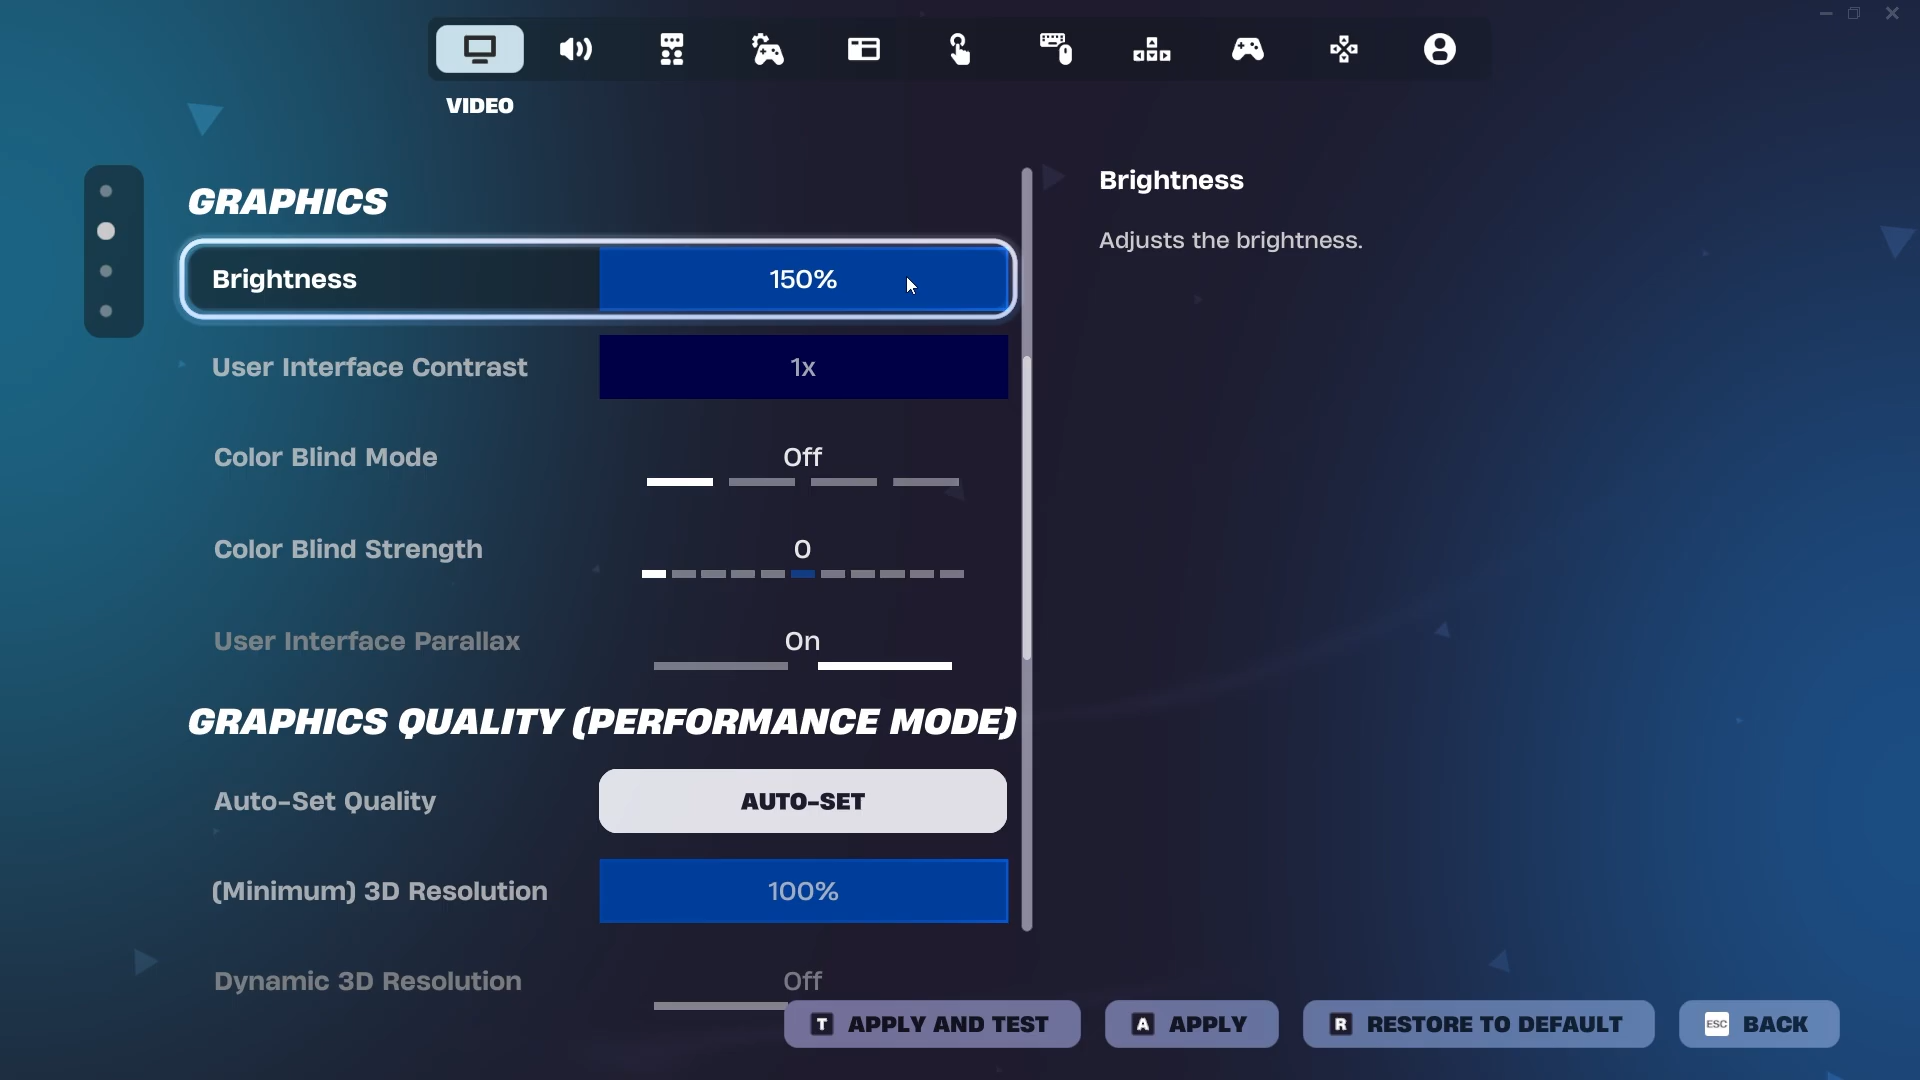 VIDEO
GRAPHICS
Brightness 150%
User Interface Contrast 1x
Color Blind Mode Off
Color Blind Strength 0
User Interface Parallax On
GRAPHICS QUALITY (PERFORMANCE MODE)
Auto-Set Quality AUTO-SET
(Minimum) 3D Resolution 100%
Dynamic 3D Resolution Off
Brightness
Adjusts the brightness.
T APPLY AND TEST A APPLY R RESTORE TO DEFAULT ESC BACK